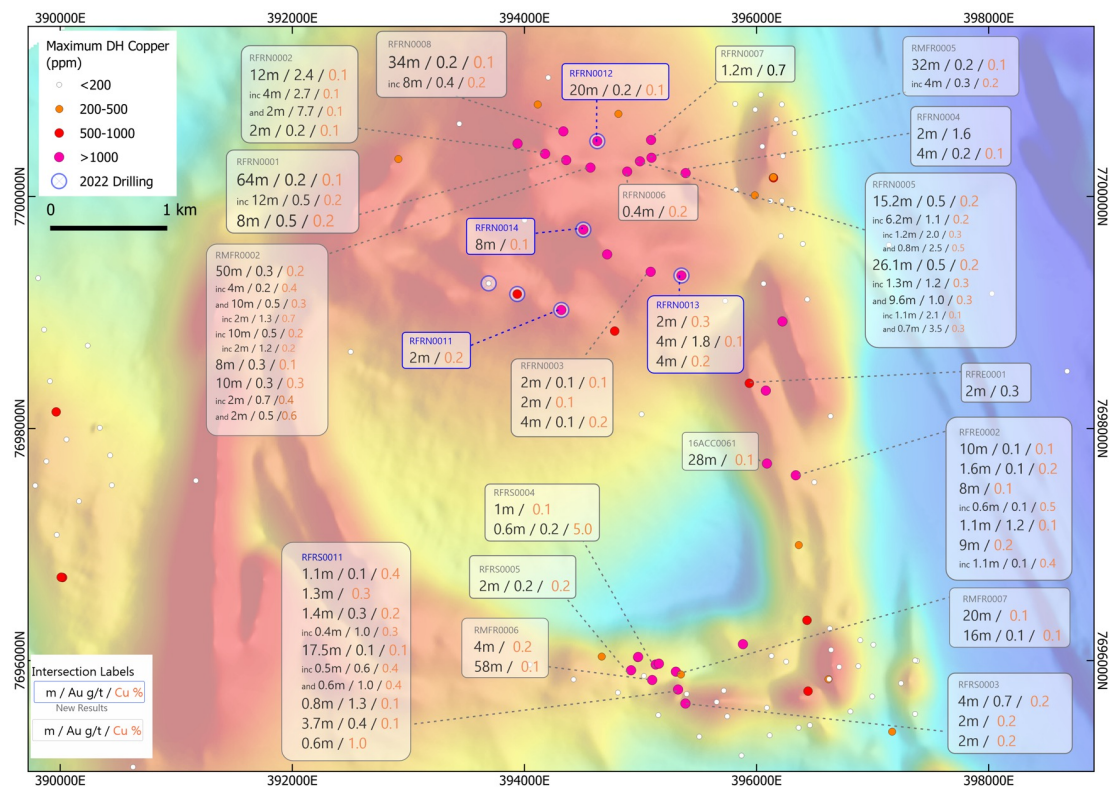 390000E 392000E 394000E 396000E 398000E
Maximum DH Copper
(ppm)
<200
200-500
500-1000
>1000
2022 Drilling
0 1 km
RFRN0002
12m / 2.4 / 0.1
inc 4m / 2.7 / 0.1
and 2m / 7.7 / 0.1
2m / 0.2 / 0.1
RFRN0008
34m / 0.2 / 0.1
inc 8m / 0.4 / 0.2
RFRN0012
20m / 0.2 / 0.1
RFRN0007
1.2m / 0.7
RMFR0005
32m / 0.2 / 0.1
inc 4m / 0.3 / 0.2
RFRN0004
2m / 1.6
4m / 0.2 / 0.1
RFRN0001
64m / 0.2 / 0.1
inc 12m / 0.5 / 0.2
8m / 0.5 / 0.2
RFRN0006
0.4m / 0.2
RFRN0005
15.2m / 0.5 / 0.2
inc 6.2m / 1.1 / 0.2
inc 1.2m / 2.0 / 0.3
and 0.8m / 2.5 / 0.5
26.1m / 0.5 / 0.2
inc 1.3m / 1.2 / 0.3
and 9.6m / 1.0 / 0.3
inc 1.1m / 2.1 / 0.1
and 0.7m / 3.5 / 0.3
7700000N
7700000N
RFRN0014
8m / 0.1
RMFR0002
50m / 0.3 / 0.2
inc 4m / 0.2 / 0.4
and 10m / 0.5 / 0.3
inc 2m / 1.3 / 0.7
inc 10m / 0.5 / 0.2
inc 2m / 1.2 / 0.2
8m / 0.3 / 0.1
10m / 0.3 / 0.3
inc 2m / 0.7 / 0.4
and 2m / 0.5 / 0.6
RFRN0011
2m / 0.2
RFRN0013
2m / 0.3
4m / 1.8 / 0.1
4m / 0.2
RFRN0003
2m / 0.1 / 0.1
2m / 0.1
4m / 0.1 / 0.2
RFRE0001
2m / 0.3
7698000N
7698000N
16ACC0061
28m / 0.1
RFRE0002
10m / 0.1 / 0.1
1.6m / 0.1 / 0.2
8m / 0.1
inc 0.6m / 0.1 / 0.5
1.1m / 1.2 / 0.1
9m / 0.2
inc 1.1m / 0.1 / 0.4
RFRS0004
1m / 0.1
0.6m / 0.2 / 5.0
RFRS0005
2m / 0.2 / 0.2
RFRS0011
1.1m / 0.1 / 0.4
1.3m / 0.3
1.4m / 0.3 / 0.2
inc 0.4m / 1.0 / 0.3
17.5m / 0.1 / 0.1
inc 0.5m / 0.6 / 0.4
and 0.6m / 1.0 / 0.4
0.8m / 1.3 / 0.1
3.7m / 0.4 / 0.1
0.6m / 1.0
RMFR0006
4m / 0.2
58m / 0.1
RMFR0007
20m / 0.1
16m / 0.1 / 0.1
7696000N
7696000N
RFRS0003
4m / 0.7 / 0.2
2m / 0.2
2m / 0.2
Intersection Labels
m / Au g/t / Cu %
New Results
m / Au g/t / Cu %
390000E 392000E 394000E 396000E 398000E